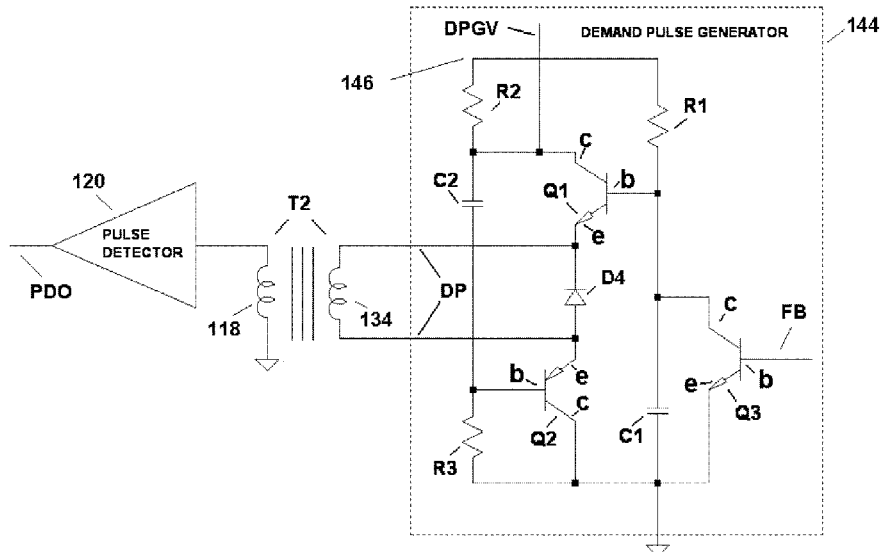 DPGV
DEMAND PULSE GENERATOR
144
146
R2
R1
C
120
C2
b
T2
Q1
PULSE
DETECTOR
e
PDO
DP
D4
118
134
C
FB
b
e
e
b
C
Q3
R3
Q2
C1